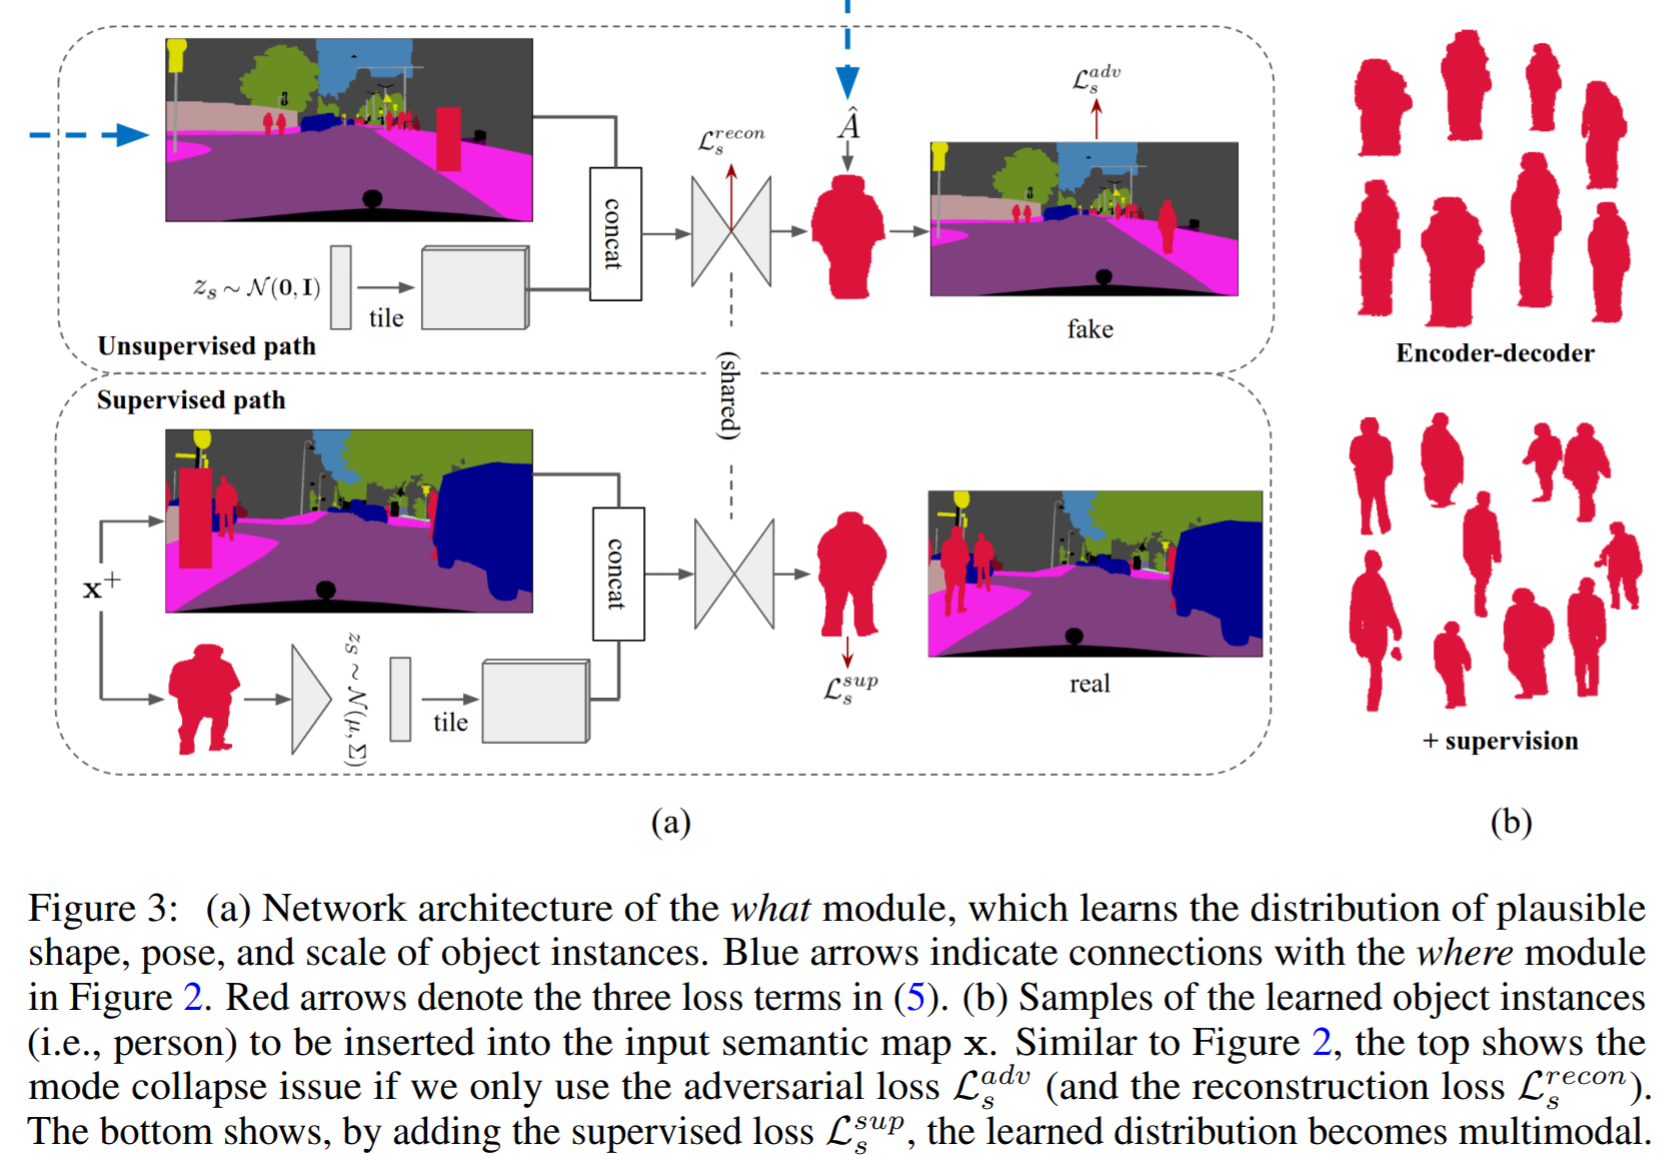 $\mathcal{L}_s^{adv}$
$\mathcal{L}_s^{recon}$
$\hat{A}$
concat
$z_s \sim \mathcal{N}(\mathbf{0}, \mathbf{I})$
tile
fake
Unsupervised path
Encoder-decoder
(shared)
Supervised path
$\mathbf{x}^+$
concat
$z_s \sim \mathcal{N}(\mu, \Sigma)$
tile
$\mathcal{L}_s^{sup}$
real
+ supervision
(a)
(b)
Figure 3: (a) Network architecture of the what module, which learns the distribution of plausible
shape, pose, and scale of object instances. Blue arrows indicate connections with the where module
in Figure 2. Red arrows denote the three loss terms in (5). (b) Samples of the learned object instances
(i.e., person) to be inserted into the input semantic map $\mathbf{x}$. Similar to Figure 2, the top shows the
mode collapse issue if we only use the adversarial loss $\mathcal{L}_s^{adv}$ (and the reconstruction loss $\mathcal{L}_s^{recon}$).
The bottom shows, by adding the supervised loss $\mathcal{L}_s^{sup}$, the learned distribution becomes multimodal.